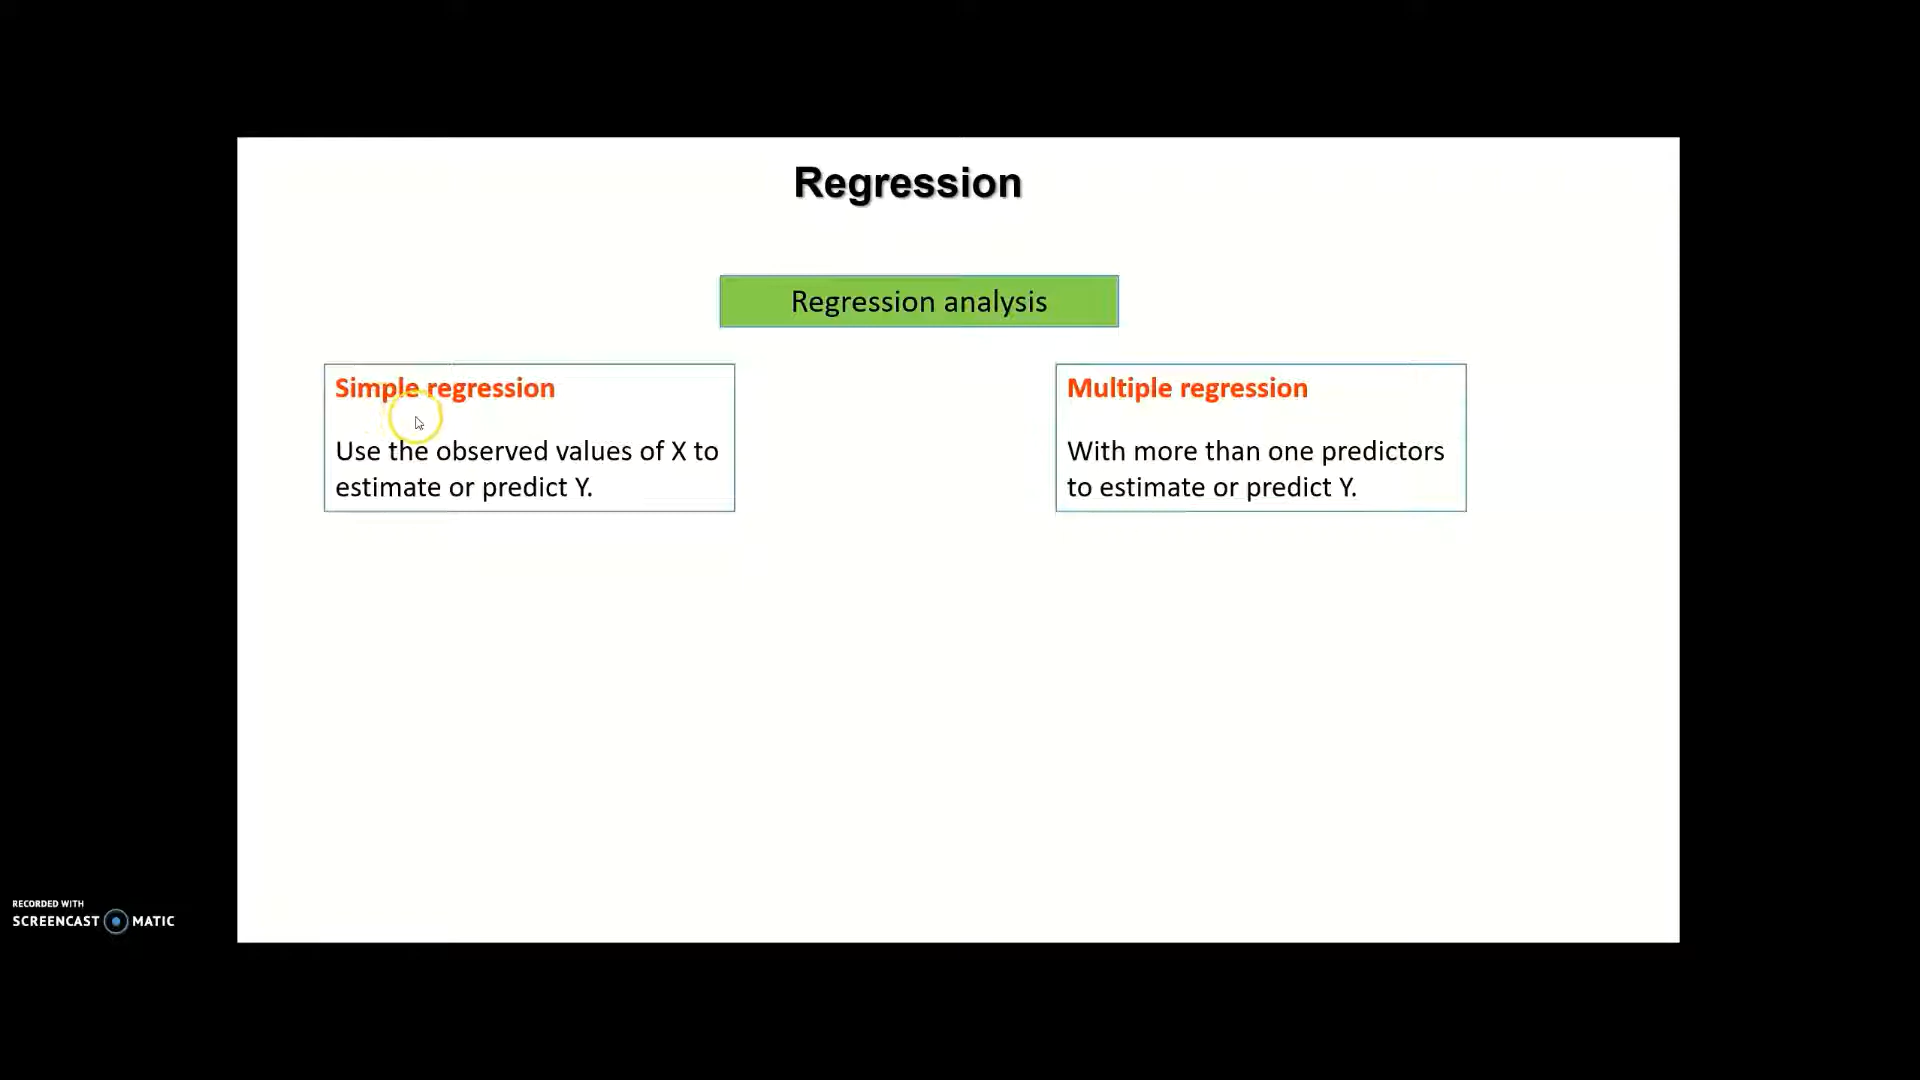 Regression
Regression analysis
Simple regression
Use the observed values of X to
estimate or predict Y.
Multiple regression
With more than one predictors
to estimate or predict Y.
RECORDED WITH
SCREENCAST MATIC